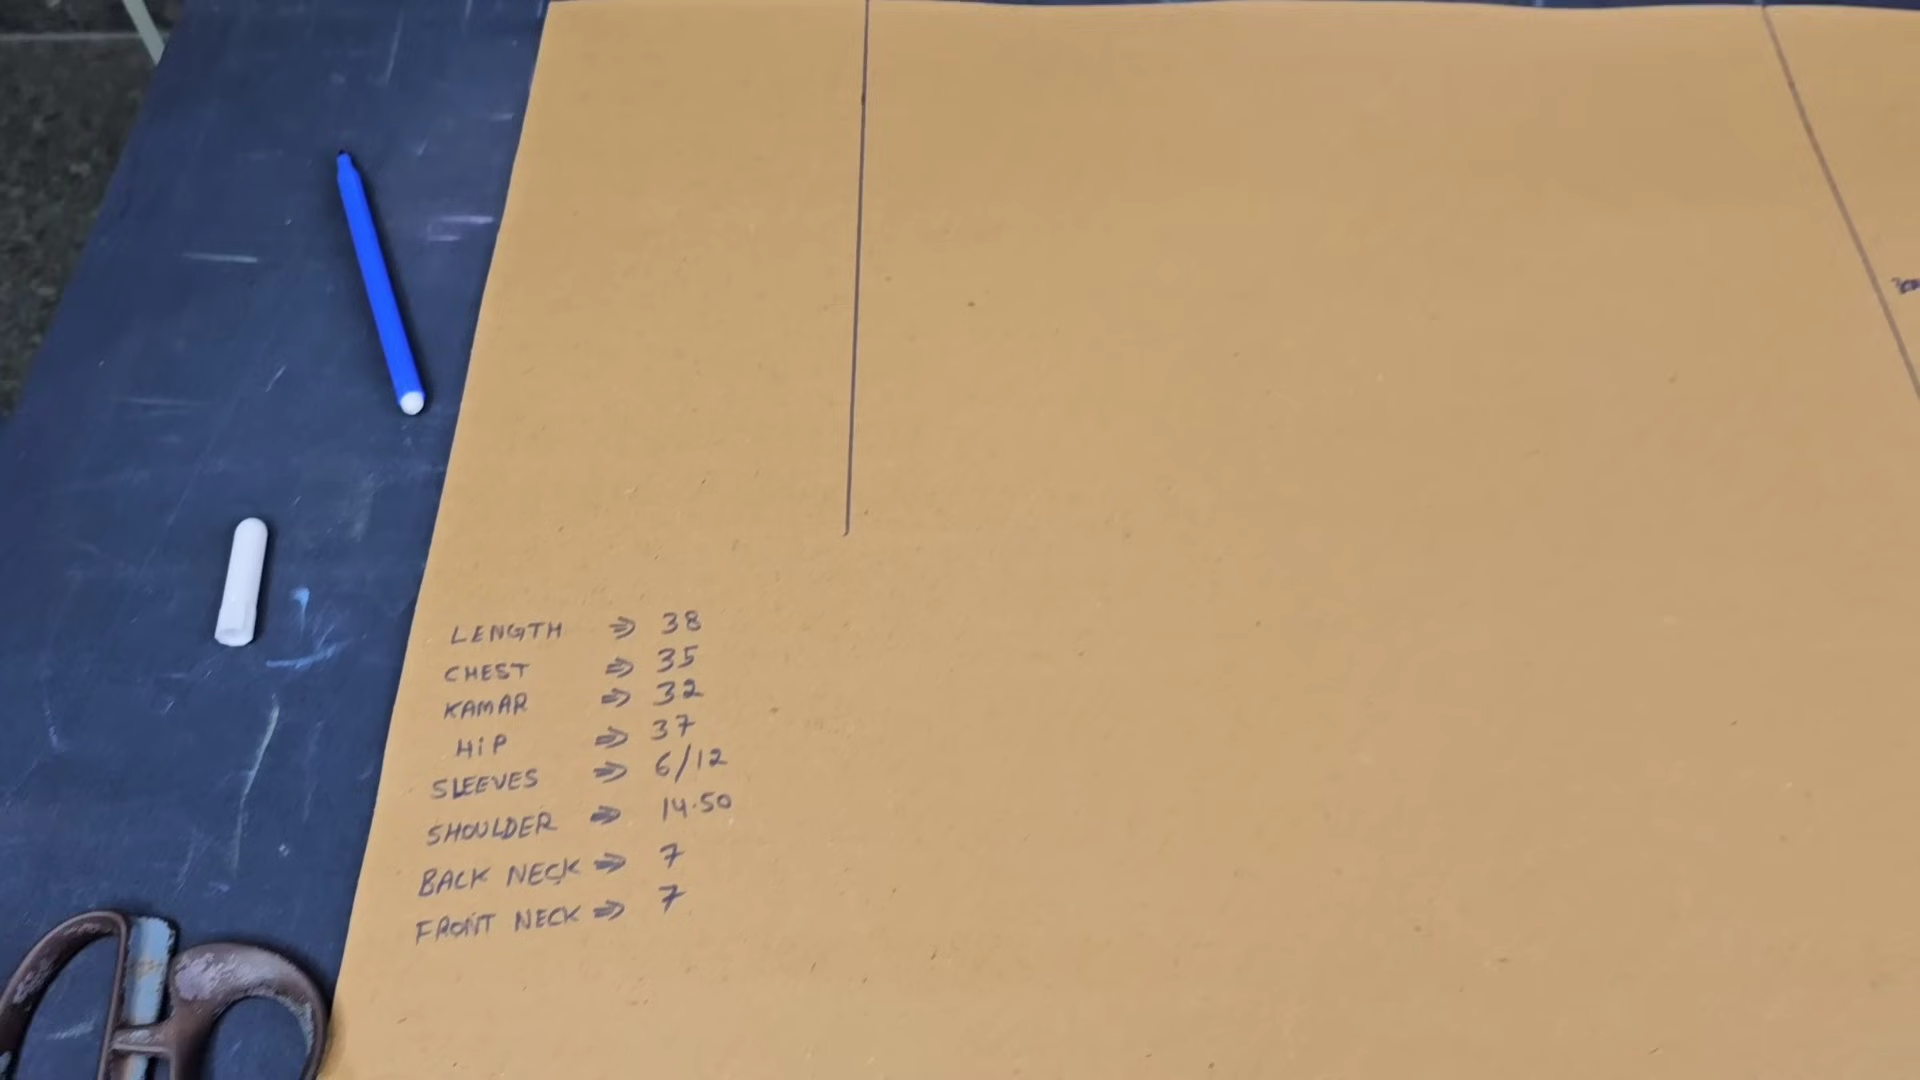 LENGTH ⇒ 38
CHEST ⇒ 35
KAMAR ⇒ 32
HiP ⇒ 37
SLEEVES ⇒ 6/12
SHOULDER ⇒ 14.50
BACK NECK ⇒ 7
FRONT NECK ⇒ 7